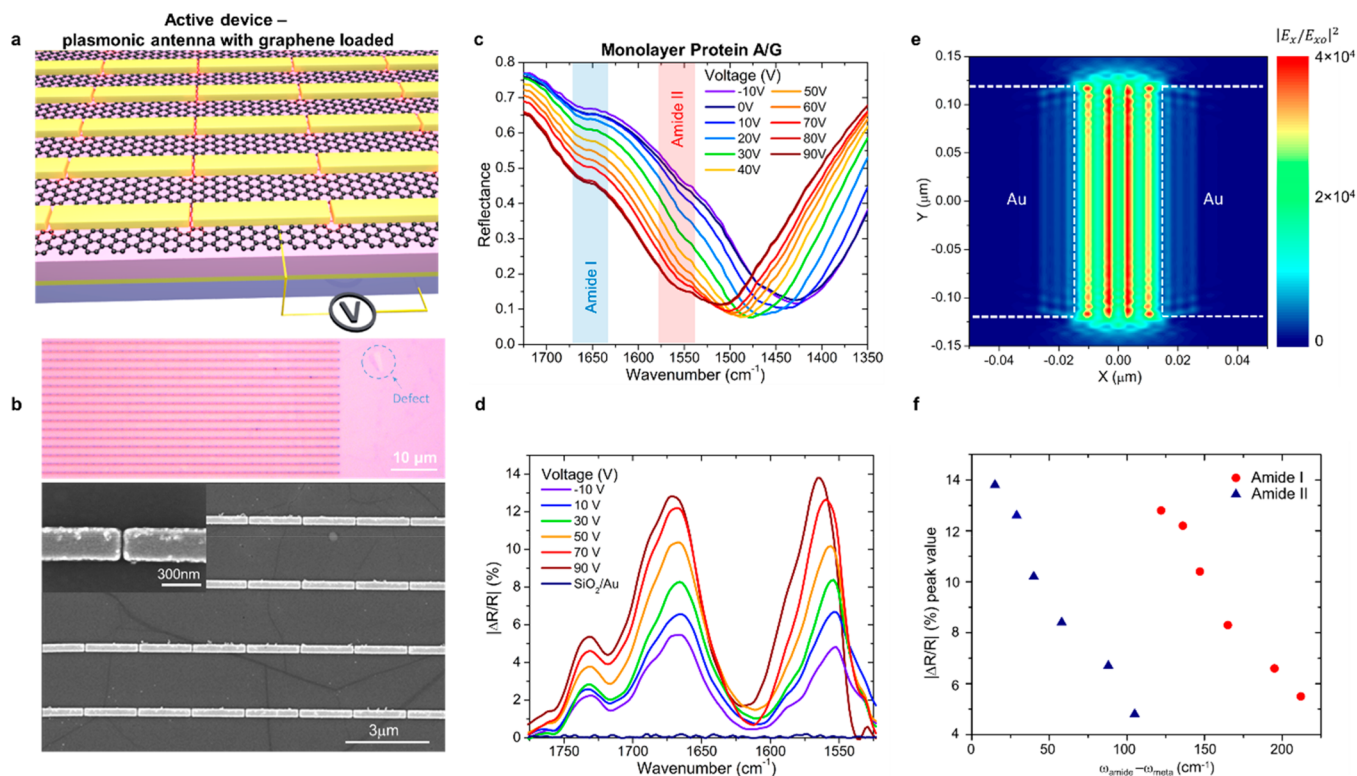 Active device –
plasmonic antenna with graphene loaded
a
V
b
Defect
10 μm
300nm
3μm
c
Monolayer Protein A/G
Voltage (V)
-10V
0V
10V
20V
30V
40V
50V
60V
70V
80V
90V
Amide I
Amide II
Reflectance
0.8
0.7
0.6
0.5
0.4
0.3
0.2
0.1
0.0
1700 1650 1600 1550 1500 1450 1400 1350
Wavenumber (cm⁻¹)
d
Voltage (V)
-10 V
10 V
30 V
50 V
70 V
90 V
SiO₂/Au
|ΔR/R| (%)
14
12
10
8
6
4
2
0
1750 1700 1650 1600 1550
Wavenumber (cm⁻¹)
e
|Eₓ/Eₓₒ|²
4×10⁴
2×10⁴
0
Au
Au
Y (μm)
0.15
0.10
0.05
0.00
-0.05
-0.10
-0.15
-0.04 -0.02 0.00 0.02 0.04
X (μm)
f
Amide I
Amide II
|ΔR/R| (%) peak value
14
12
10
8
6
4
0 50 100 150 200
ω_amide−ω_meta (cm⁻¹)